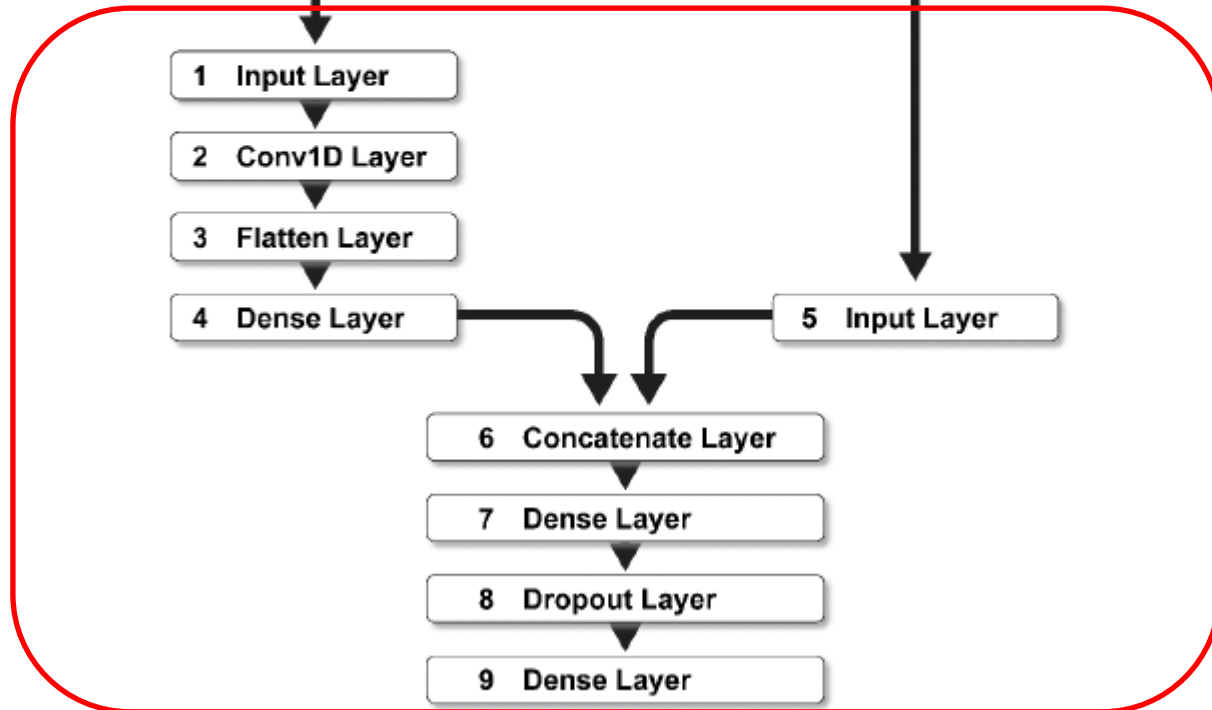 1 Input Layer
2 Conv1D Layer
3 Flatten Layer
4 Dense Layer
5 Input Layer
6 Concatenate Layer
7 Dense Layer
8 Dropout Layer
9 Dense Layer